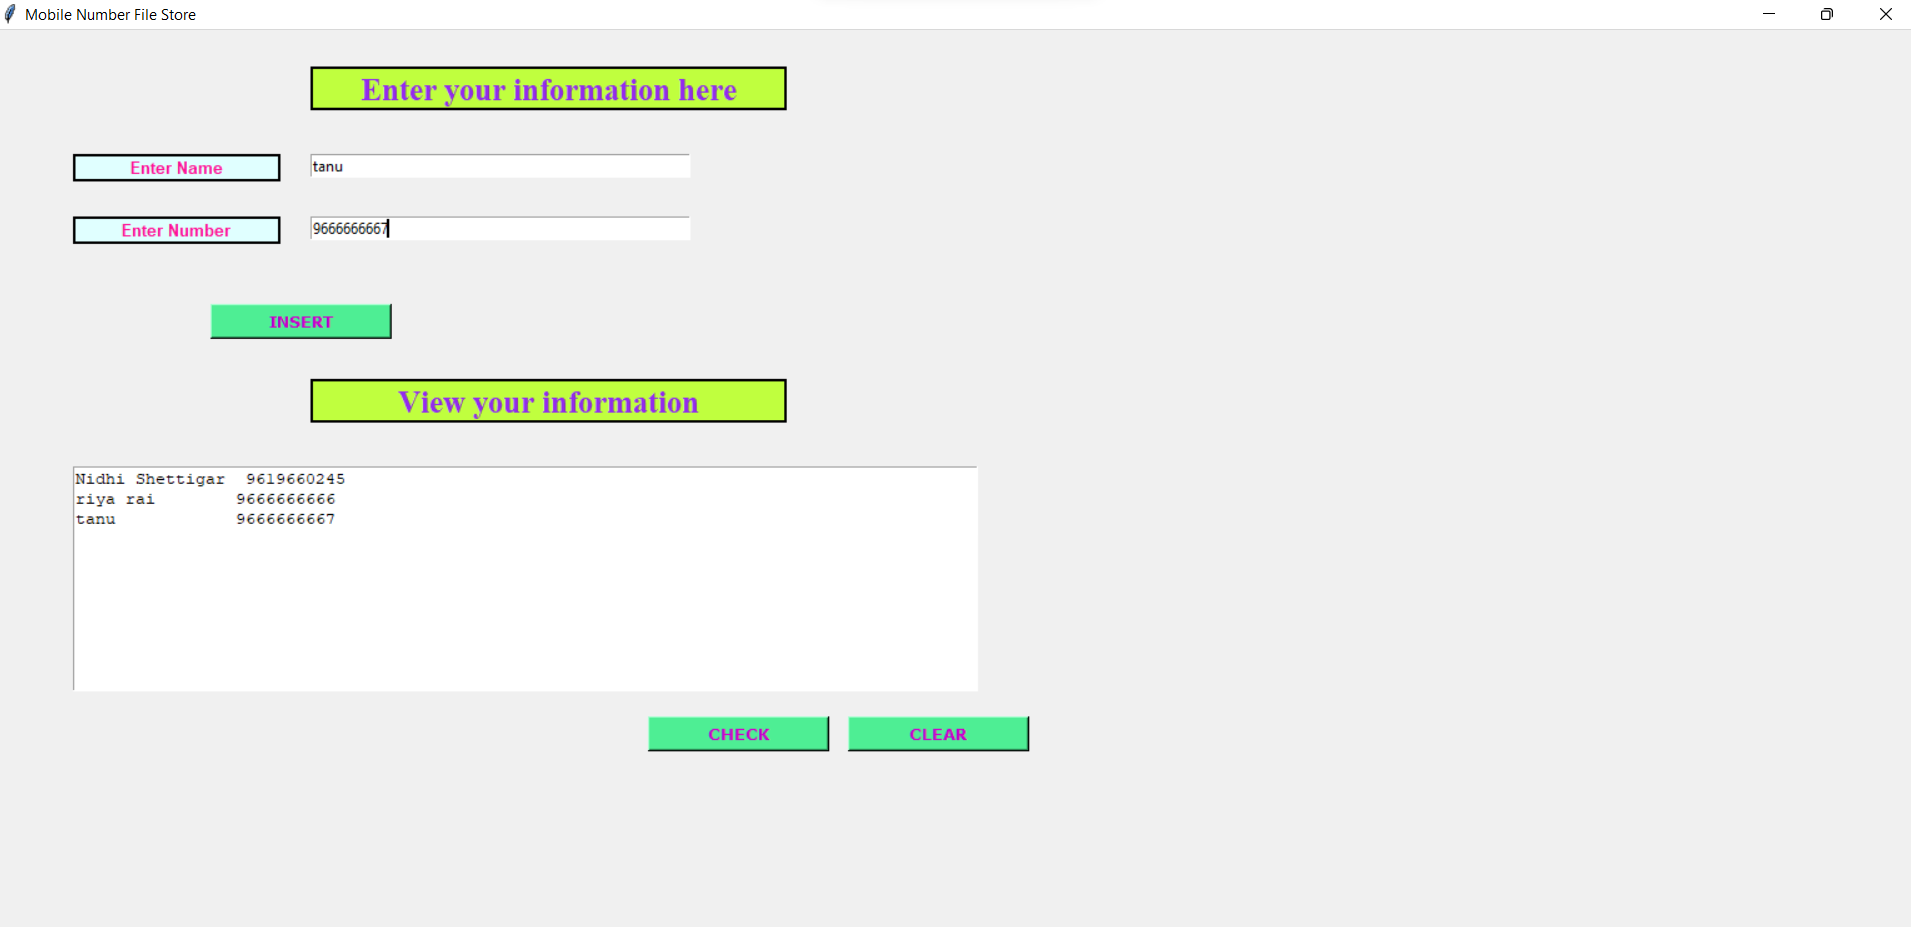 Mobile Number File Store
Enter your information here
Enter Name
tanu
Enter Number
9666666667
INSERT
View your information
Nidhi Shettigar  9619660245
riya rai        9666666666
tanu            9666666667
CHECK
CLEAR